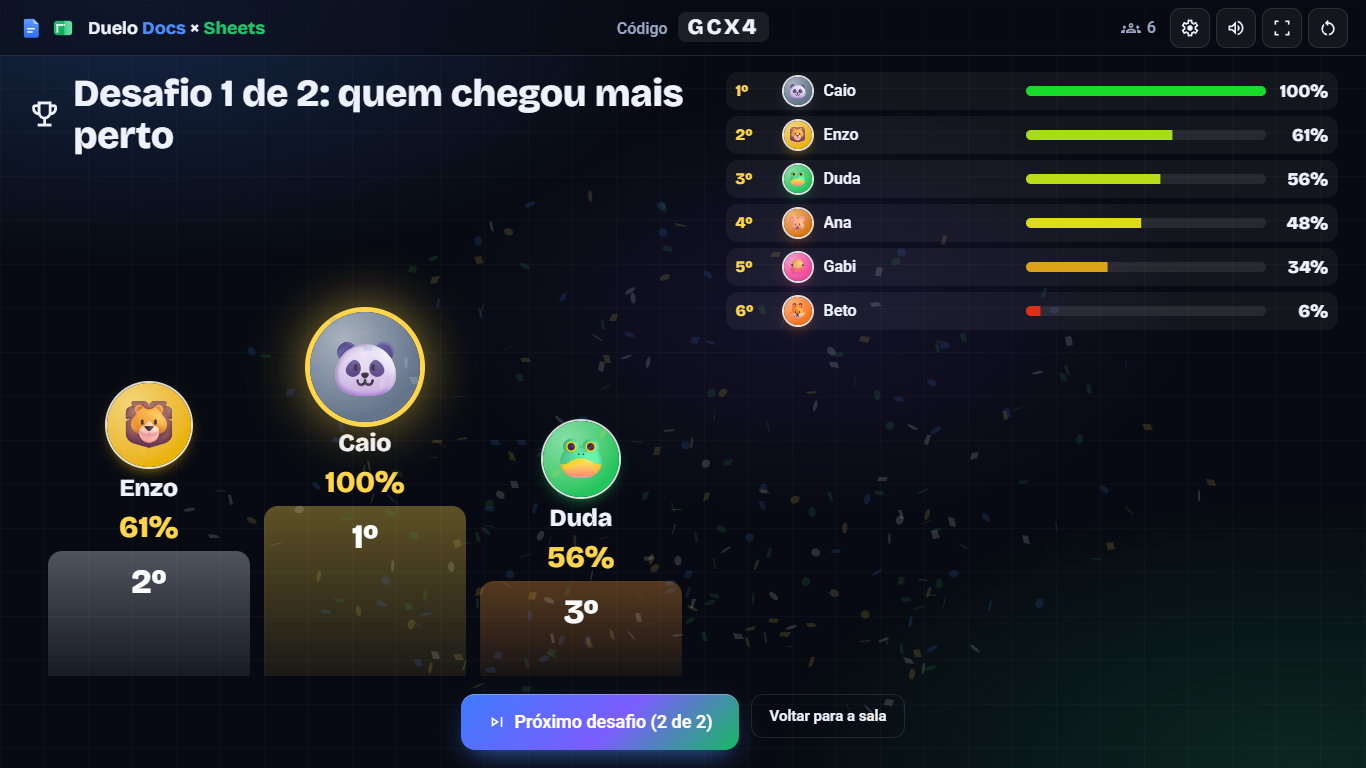 Duelo Docs × Sheets
Código GCX4
6
Desafio 1 de 2: quem chegou mais
perto
1º Caio 100%
2º Enzo 61%
3º Duda 56%
4º Ana 48%
5º Gabi 34%
6º Beto 6%
Enzo
61%
2º
Caio
100%
1º
Duda
56%
3º
Próximo desafio (2 de 2)
Voltar para a sala